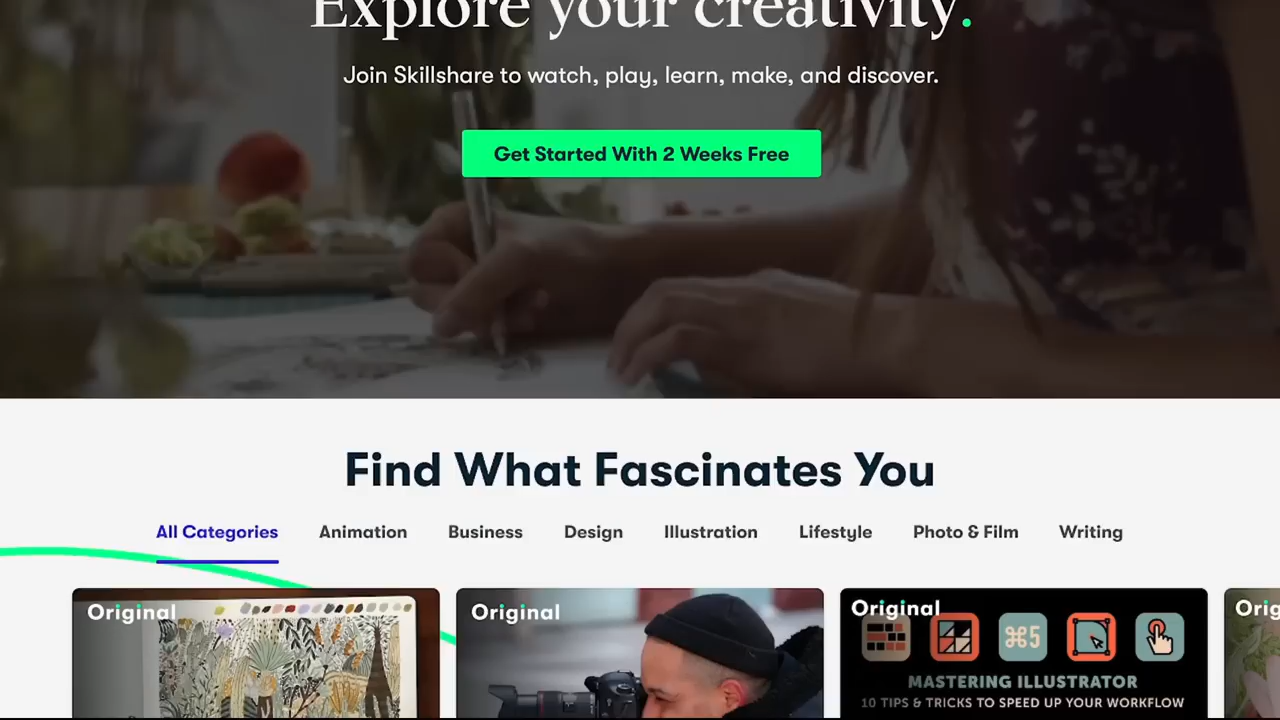 Explore your creativity.
Join Skillshare to watch, play, learn, make, and discover.
Get Started With 2 Weeks Free
Find What Fascinates You
All Categories Animation Business Design Illustration Lifestyle Photo & Film Writing
Original Original Original Orig
⌘5
MASTERING ILLUSTRATOR
10 TIPS & TRICKS TO SPEED UP YOUR WORKFLOW